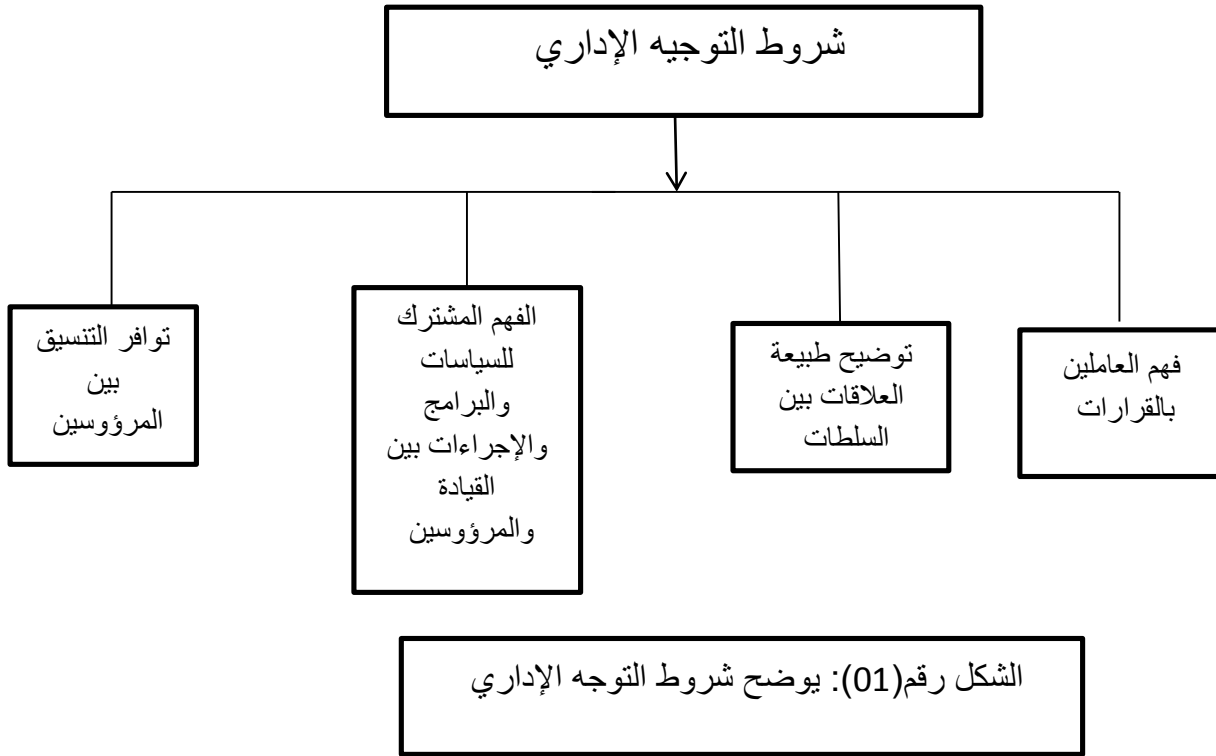 شروط التوجيه الإداري
فهم العاملين
بالقرارات
توضيح طبيعة
العلاقات بين
السلطات
الفهم المشترك
للسياسات
والبرامج
والإجراءات بين
القيادة
والمرؤوسين
توافر التنسيق
بين
المرؤوسين
الشكل رقم(01): يوضح شروط التوجه الإداري